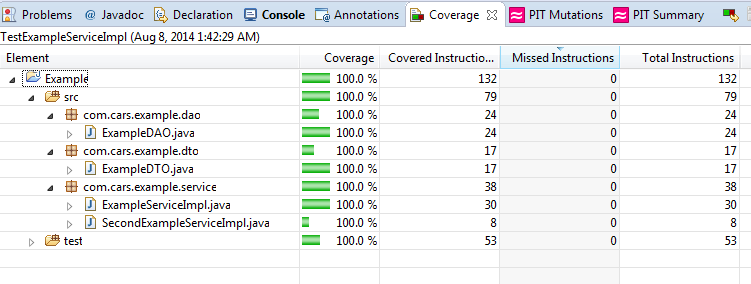 Problems @ Javadoc Declaration Console Annotations Coverage PIT Mutations PIT Summary
TestExampleServiceImpl (Aug 8, 2014 1:42:29 AM)
Element Coverage Covered Instructio... Missed Instructions Total Instructions
Example 100.0 % 132 0 132
src 100.0 % 79 0 79
com.cars.example.dao 100.0 % 24 0 24
ExampleDAO.java 100.0 % 24 0 24
com.cars.example.dto 100.0 % 17 0 17
ExampleDTO.java 100.0 % 17 0 17
com.cars.example.service 100.0 % 38 0 38
ExampleServiceImpl.java 100.0 % 30 0 30
SecondExampleServiceImpl.java 100.0 % 8 0 8
test 100.0 % 53 0 53